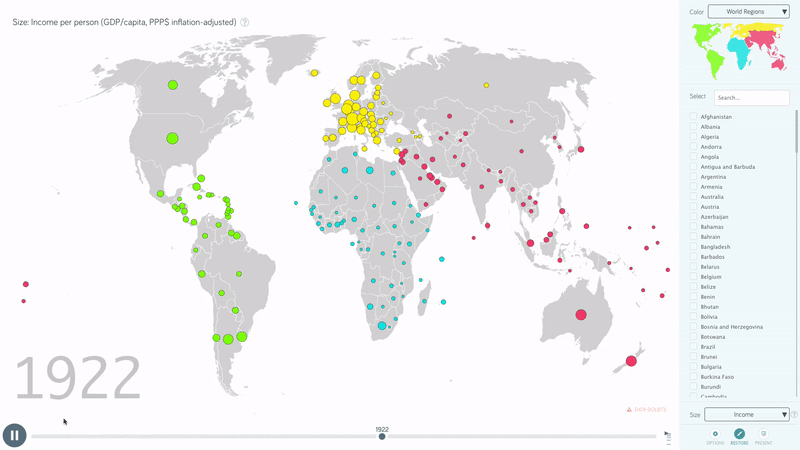 Size: Income per person (GDP/capita, PPP$ inflation-adjusted) ?
Color World Regions
Select Search...
Afghanistan
Albania
Algeria
Andorra
Angola
Antigua and Barbuda
Argentina
Armenia
Australia
Austria
Azerbaijan
Bahamas
Bahrain
Bangladesh
Barbados
Belarus
Belgium
Belize
Benin
Bhutan
Bolivia
Bosnia and Herzegovina
Botswana
Brazil
Brunei
Bulgaria
Burkina Faso
Burundi
Cambodia
1922
DATA DOUBTS
Size Income ?
1922
OPTIONS RESTORE PRESENT